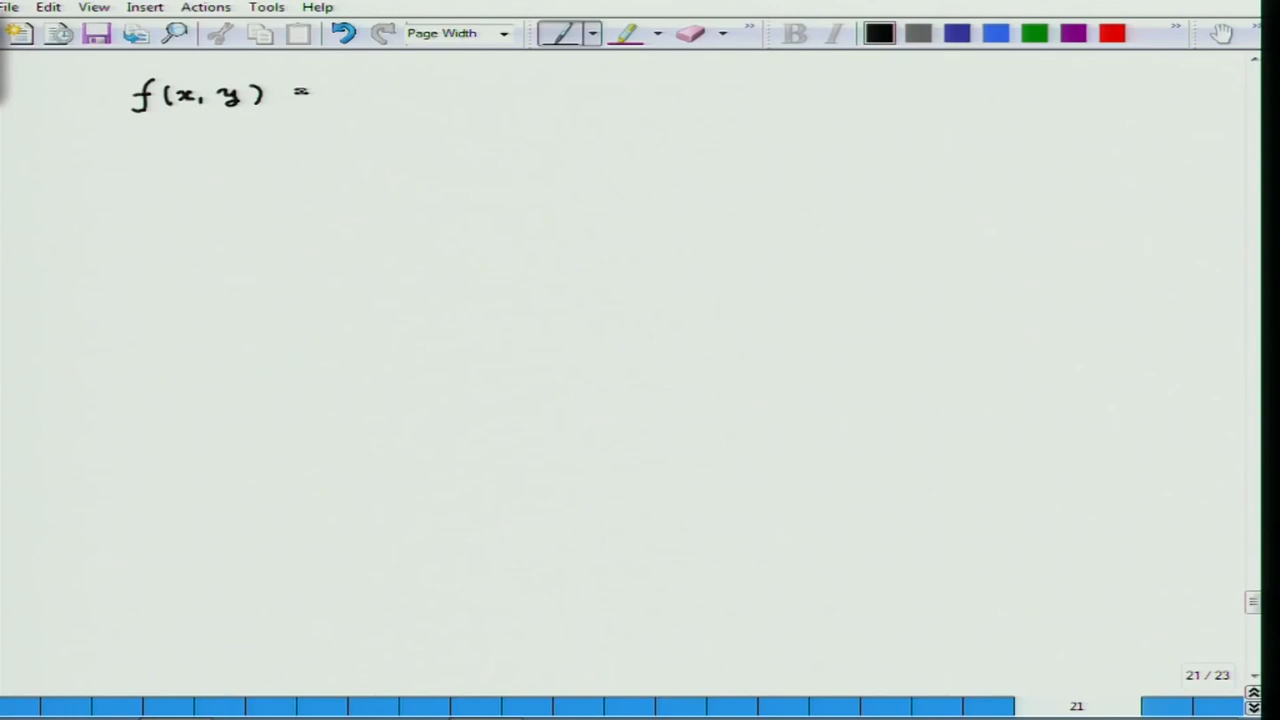 File Edit View Insert Actions Tools Help
Page Width
B I
f(x, y) =
21 / 23
21